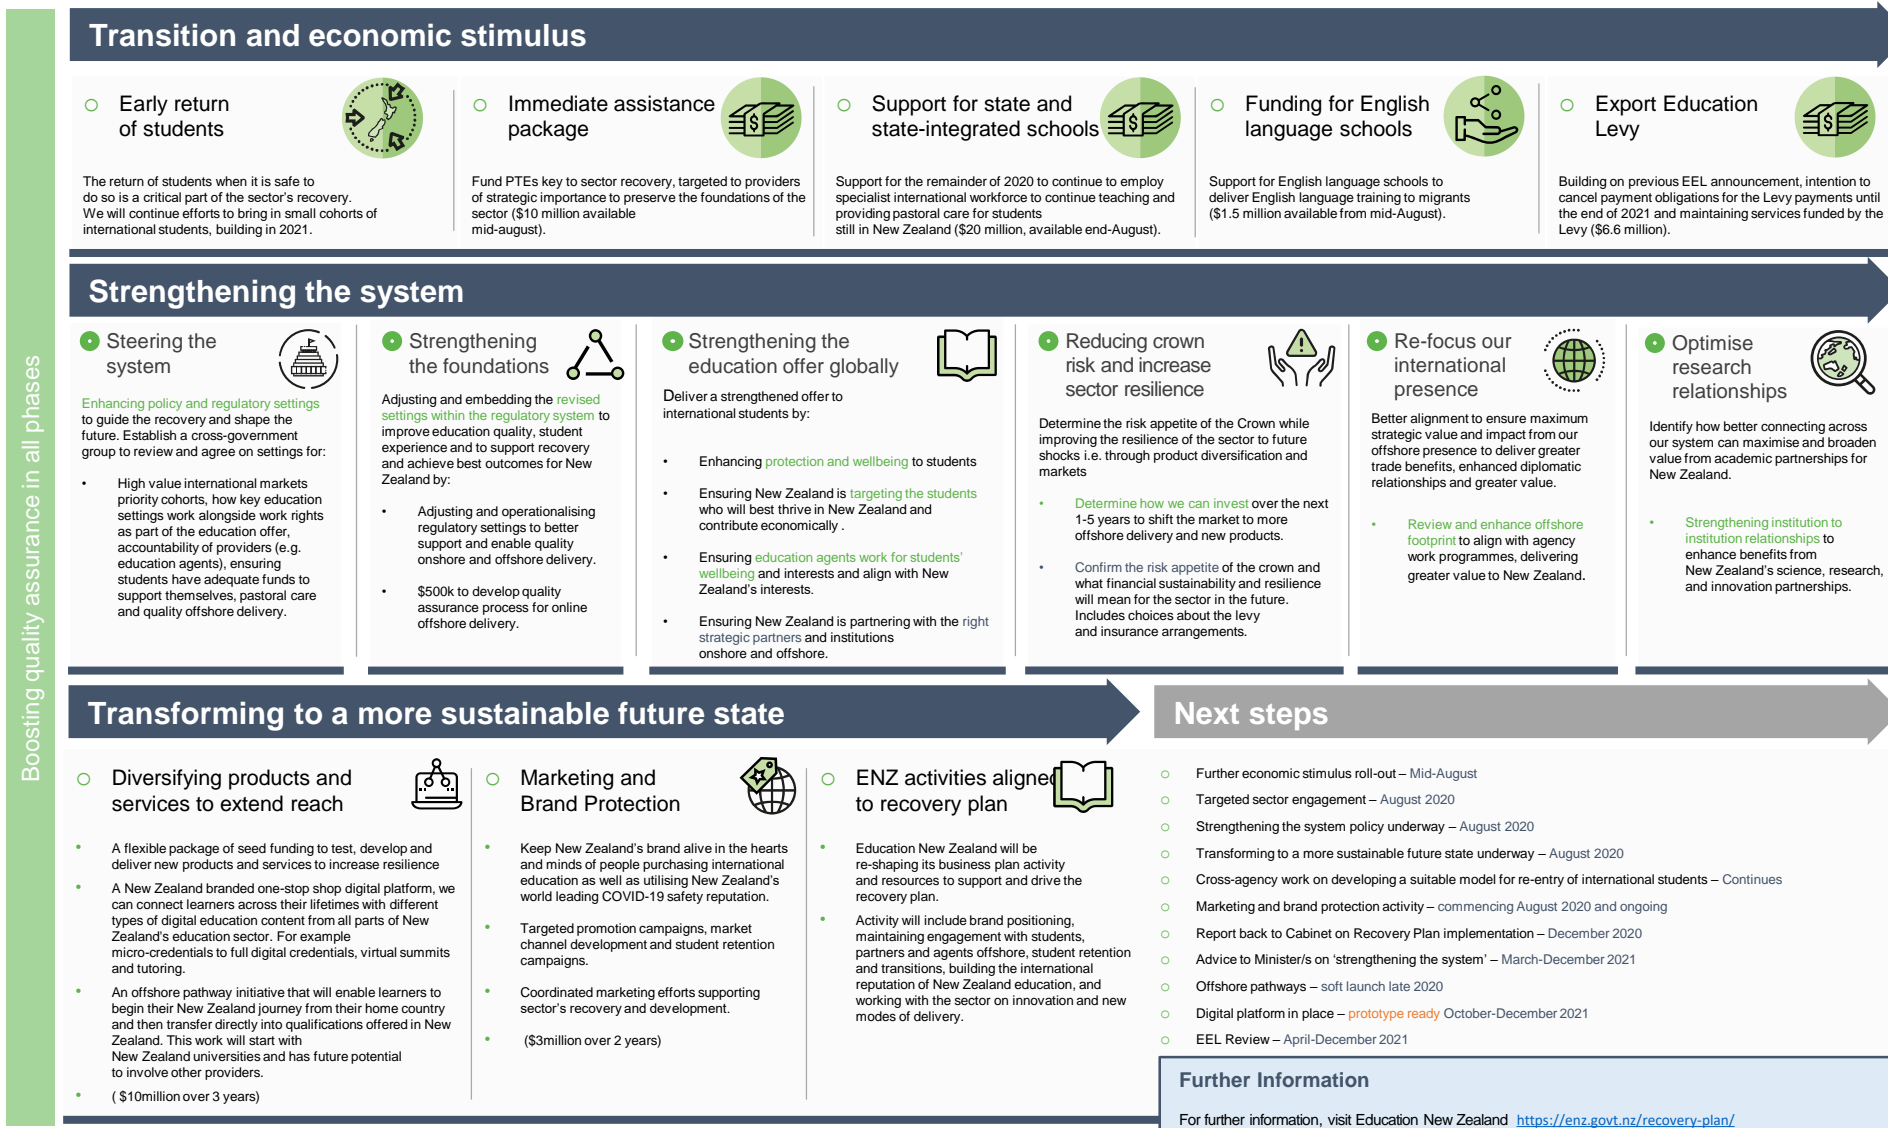 Boosting quality assurance in all phases
Transition and economic stimulus
Early return
of students
The return of students when it is safe to
do so is a critical part of the sector's recovery.
We will continue efforts to bring in small cohorts of
international students, building in 2021.
Immediate assistance
package
Fund PTEs key to sector recovery, targeted to providers
of strategic importance to preserve the foundations of the
sector ($10 million available
mid-august).
Support for state and
state-integrated schools
Support for the remainder of 2020 to continue to employ
specialist international workforce to continue teaching and
providing pastoral care for students
still in New Zealand ($20 million, available end-August).
Funding for English
language schools
Support for English language schools to
deliver English language training to migrants
($1.5 million available from mid-August).
Export Education
Levy
Building on previous EEL announcement, intention to
cancel payment obligations for the Levy payments until
the end of 2021 and maintaining services funded by the
Levy ($6.6 million).
Strengthening the system
Steering the
system
Enhancing policy and regulatory settings
to guide the recovery and shape the
future. Establish a cross-government
group to review and agree on settings for:
• High value international markets
priority cohorts, how key education
settings work alongside work rights
as part of the education offer,
accountability of providers (e.g.
education agents), ensuring
students have adequate funds to
support themselves, pastoral care
and quality offshore delivery.
Strengthening
the foundations
Adjusting and embedding the revised
settings within the regulatory system to
improve education quality, student
experience and to support recovery
and achieve best outcomes for New
Zealand by:
• Adjusting and operationalising
regulatory settings to better
support and enable quality
onshore and offshore delivery.
• $500k to develop quality
assurance process for online
offshore delivery.
Strengthening the
education offer globally
Deliver a strengthened offer to
international students by:
• Enhancing protection and wellbeing to students
• Ensuring New Zealand is targeting the students
who will best thrive in New Zealand and
contribute economically .
• Ensuring education agents work for students'
wellbeing and interests and align with New
Zealand's interests.
• Ensuring New Zealand is partnering with the right
strategic partners and institutions
onshore and offshore.
Reducing crown
risk and increase
sector resilience
Determine the risk appetite of the Crown while
improving the resilience of the sector to future
shocks i.e. through product diversification and
markets
• Determine how we can invest over the next
1-5 years to shift the market to more
offshore delivery and new products.
• Confirm the risk appetite of the crown and
what financial sustainability and resilience
will mean for the sector in the future.
Includes choices about the levy
and insurance arrangements.
Re-focus our
international
presence
Better alignment to ensure maximum
strategic value and impact from our
offshore presence to deliver greater
trade benefits, enhanced diplomatic
relationships and greater value.
• Review and enhance offshore
footprint to align with agency
work programmes, delivering
greater value to New Zealand.
Optimise
research
relationships
Identify how better connecting across
our system can maximise and broaden
value from academic partnerships for
New Zealand.
• Strengthening institution to
institution relationships to
enhance benefits from
New Zealand's science, research,
and innovation partnerships.
Transforming to a more sustainable future state
Diversifying products and
services to extend reach
• A flexible package of seed funding to test, develop and
deliver new products and services to increase resilience
• A New Zealand branded one-stop shop digital platform, we
can connect learners across their lifetimes with different
types of digital education content from all parts of New
Zealand's education sector. For example
micro-credentials to full digital credentials, virtual summits
and tutoring.
• An offshore pathway initiative that will enable learners to
begin their New Zealand journey from their home country
and then transfer directly into qualifications offered in New
Zealand. This work will start with
New Zealand universities and has future potential
to involve other providers.
• ( $10million over 3 years)
Marketing and
Brand Protection
• Keep New Zealand's brand alive in the hearts
and minds of people purchasing international
education as well as utilising New Zealand's
world leading COVID-19 safety reputation.
• Targeted promotion campaigns, market
channel development and student retention
campaigns.
• Coordinated marketing efforts supporting
sector's recovery and development.
• ($3million over 2 years)
ENZ activities aligned
to recovery plan
• Education New Zealand will be
re-shaping its business plan activity
and resources to support and drive the
recovery plan.
• Activity will include brand positioning,
maintaining engagement with students,
partners and agents offshore, student retention
and transitions, building the international
reputation of New Zealand education, and
working with the sector on innovation and new
modes of delivery.
Next steps
Further economic stimulus roll-out – Mid-August
Targeted sector engagement – August 2020
Strengthening the system policy underway – August 2020
Transforming to a more sustainable future state underway – August 2020
Cross-agency work on developing a suitable model for re-entry of international students – Continues
Marketing and brand protection activity – commencing August 2020 and ongoing
Report back to Cabinet on Recovery Plan implementation – December 2020
Advice to Minister/s on 'strengthening the system' – March-December 2021
Offshore pathways – soft launch late 2020
Digital platform in place – prototype ready October-December 2021
EEL Review – April-December 2021
Further Information
For further information, visit Education New Zealand https://enz.govt.nz/recovery-plan/